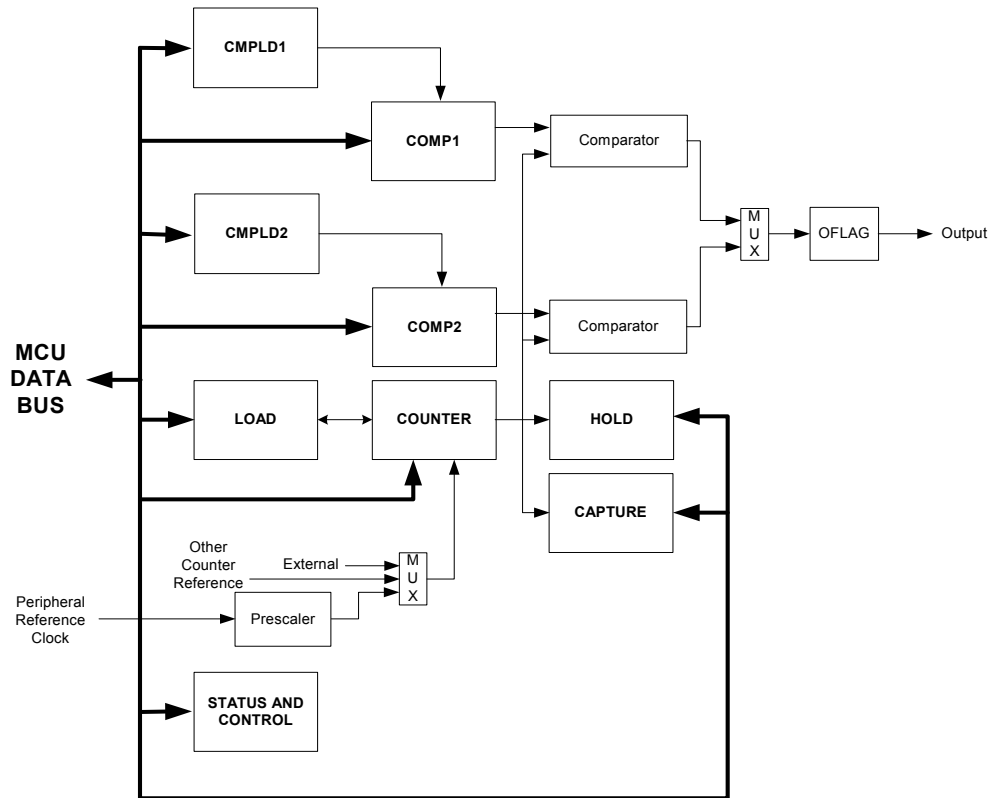 CMPLD1
COMP1
Comparator
CMPLD2
M
U
X
OFLAG
Output
COMP2
Comparator
MCU
DATA
BUS
LOAD
COUNTER
HOLD
CAPTURE
Other
Counter
Reference
External
M
U
X
Peripheral
Reference
Clock
Prescaler
STATUS AND
CONTROL